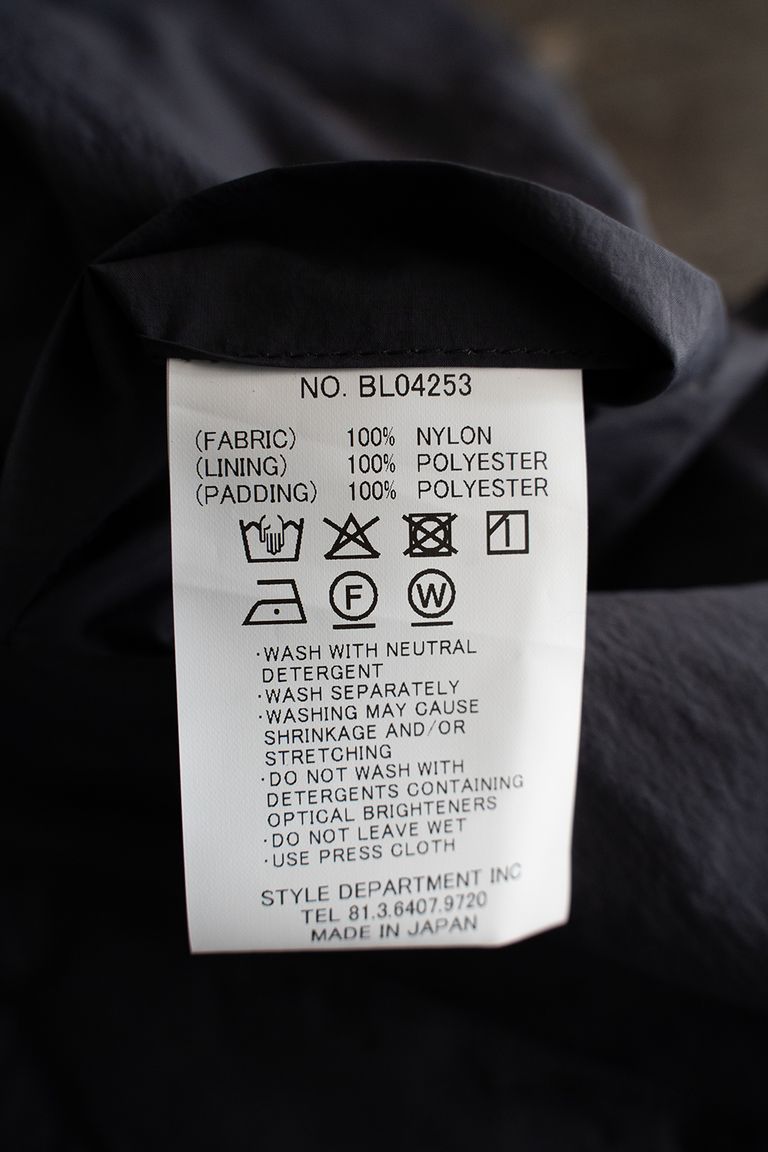 NO. BL04253
(FABRIC) 100% NYLON
(LINING) 100% POLYESTER
(PADDING) 100% POLYESTER
F W
·WASH WITH NEUTRAL
DETERGENT
·WASH SEPARATELY
·WASHING MAY CAUSE
SHRINKAGE AND/OR
STRETCHING
·DO NOT WASH WITH
DETERGENTS CONTAINING
OPTICAL BRIGHTENERS
·DO NOT LEAVE WET
·USE PRESS CLOTH
STYLE DEPARTMENT INC
TEL 81.3.6407.9720
MADE IN JAPAN